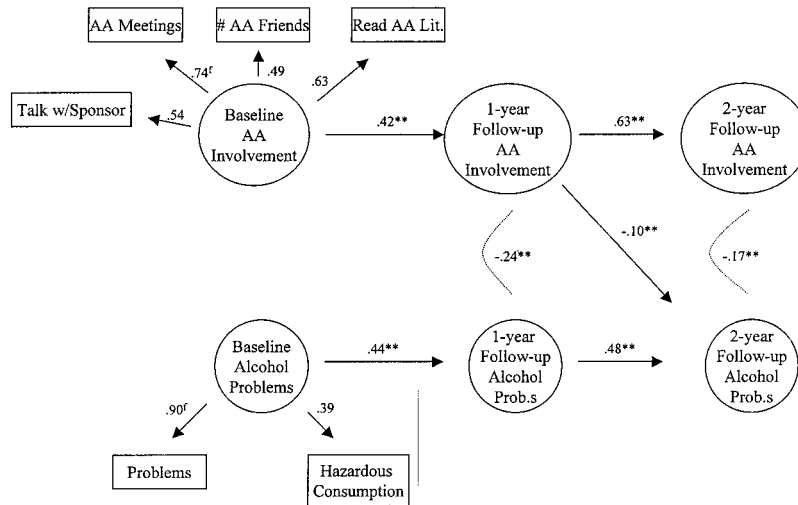 AA Meetings
# AA Friends
Read AA Lit.
.74f
.49
.63
Talk w/Sponsor
.54
Baseline
AA
Involvement
.42**
1-year
Follow-up
AA
Involvement
.63**
2-year
Follow-up
AA
Involvement
-.10**
-.24**
-.17**
Baseline
Alcohol
Problems
.44**
1-year
Follow-up
Alcohol
Prob.s
.48**
2-year
Follow-up
Alcohol
Prob.s
.90f
.39
Problems
Hazardous
Consumption